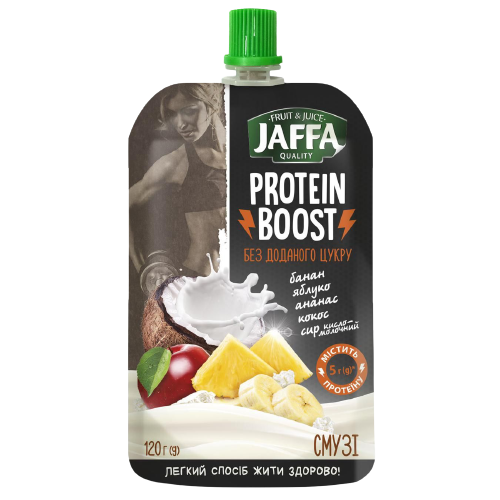 FRUIT & JUICE
JAFFA
QUALITY
PROTEIN
BOOST
БЕЗ ДОДАНОГО ЦУКРУ
банан
яблуко
ананас
кокос
сир кисло-
молочний
МІСТИТЬ
5 г (g)*
ПРОТЕЇНУ
120 г (g)
СМУЗІ
ЛЕГКИЙ СПОСІБ ЖИТИ ЗДОРОВО!